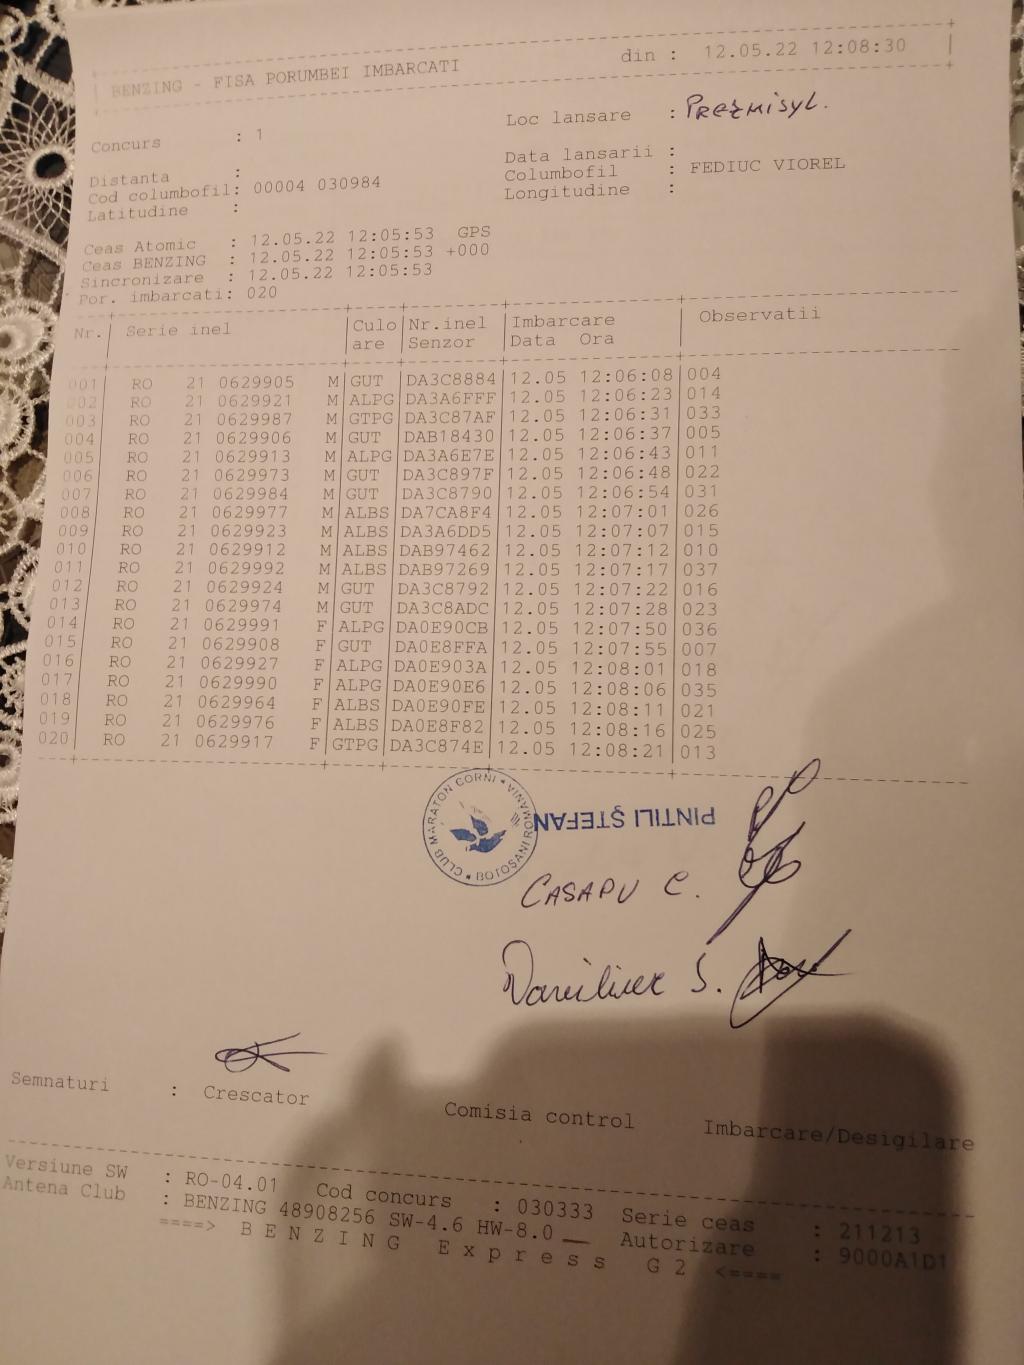 BENZING - FISA PORUMBEI IMBARCATI din : 12.05.22 12:08:30
Concurs : 1 Loc lansare : PREZMISYL.
Distanta : Data lansarii :
Cod columbofil: 00004 030984 Columbofil : FEDIUC VIOREL
Latitudine : Longitudine :
Ceas Atomic : 12.05.22 12:05:53 GPS
Ceas BENZING : 12.05.22 12:05:53 +000
Sincronizare : 12.05.22 12:05:53
Por. imbarcati: 020
Nr. Serie inel Culo Nr.inel Imbarcare Observatii
are Senzor Data Ora
001 RO 21 0629905 M GUT DA3C8884 12.05 12:06:08 004
002 RO 21 0629921 M ALPG DA3A6FFF 12.05 12:06:23 014
003 RO 21 0629987 M GTPG DA3C87AF 12.05 12:06:31 033
004 RO 21 0629906 M GUT DAB18430 12.05 12:06:37 005
005 RO 21 0629913 M ALPG DA3A6E7E 12.05 12:06:43 011
006 RO 21 0629973 M GUT DA3C897F 12.05 12:06:48 022
007 RO 21 0629984 M GUT DA3C8790 12.05 12:06:54 031
008 RO 21 0629977 M ALBS DA7CA8F4 12.05 12:07:01 026
009 RO 21 0629923 M ALBS DA3A6DD5 12.05 12:07:07 015
010 RO 21 0629912 M ALBS DAB97462 12.05 12:07:12 010
011 RO 21 0629992 M ALBS DAB97269 12.05 12:07:17 037
012 RO 21 0629924 M GUT DA3C8792 12.05 12:07:22 016
013 RO 21 0629974 M GUT DA3C8ADC 12.05 12:07:28 023
014 RO 21 0629991 F ALPG DA0E90CB 12.05 12:07:50 036
015 RO 21 0629908 F GUT DA0E8FFA 12.05 12:07:55 007
016 RO 21 0629927 F ALPG DA0E903A 12.05 12:08:01 018
017 RO 21 0629990 F ALPG DA0E90E6 12.05 12:08:06 035
018 RO 21 0629964 F ALBS DA0E90FE 12.05 12:08:11 021
019 RO 21 0629976 F ALBS DA0E8F82 12.05 12:08:16 025
020 RO 21 0629917 F GTPG DA3C874E 12.05 12:08:21 013
CLUB MARATON CORNI * BOTOSANI ROMANIA *
PINTILI ŞTEFAN
CASAPU C.
S.
Semnaturi : Crescator Comisia control Imbarcare/Desigilare
Versiune SW : RO-04.01 Cod concurs : 030333 Serie ceas : 211213
Antena Club : BENZING 48908256 SW-4.6 HW-8.0 Autorizare : 9000A1D1
====> B E N Z I N G E x p r e s s G 2 <====